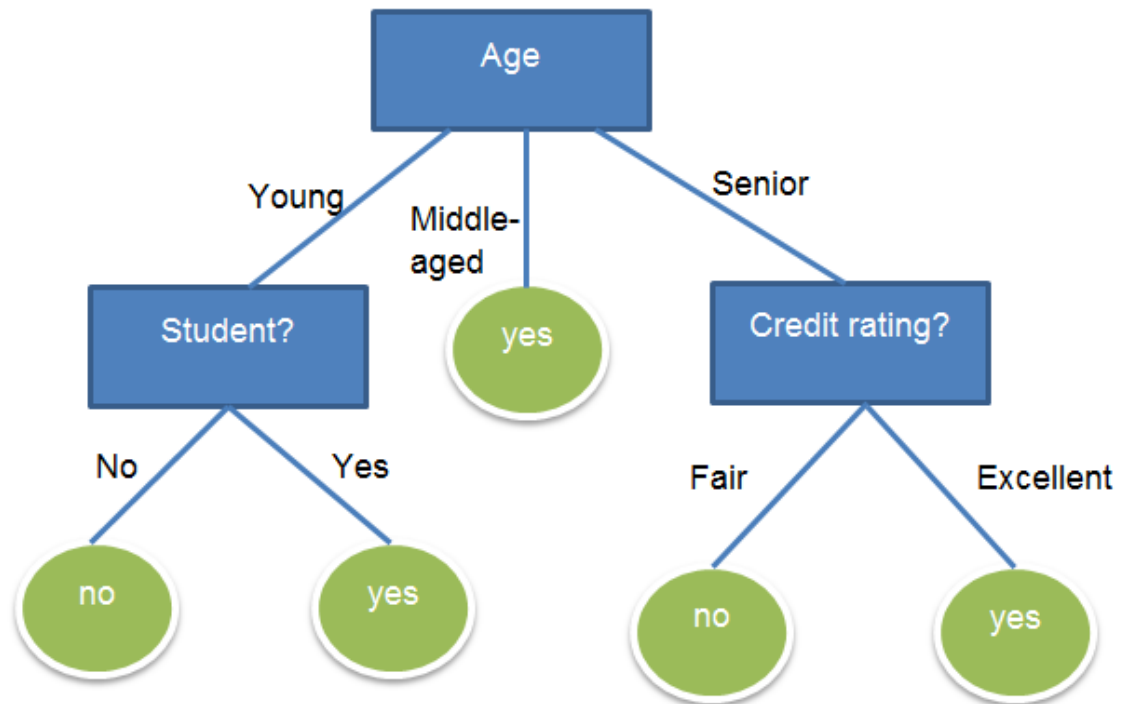 Age
Young
Middle-
aged
Senior
Student?
yes
Credit rating?
No
Yes
Fair
Excellent
no
yes
no
yes